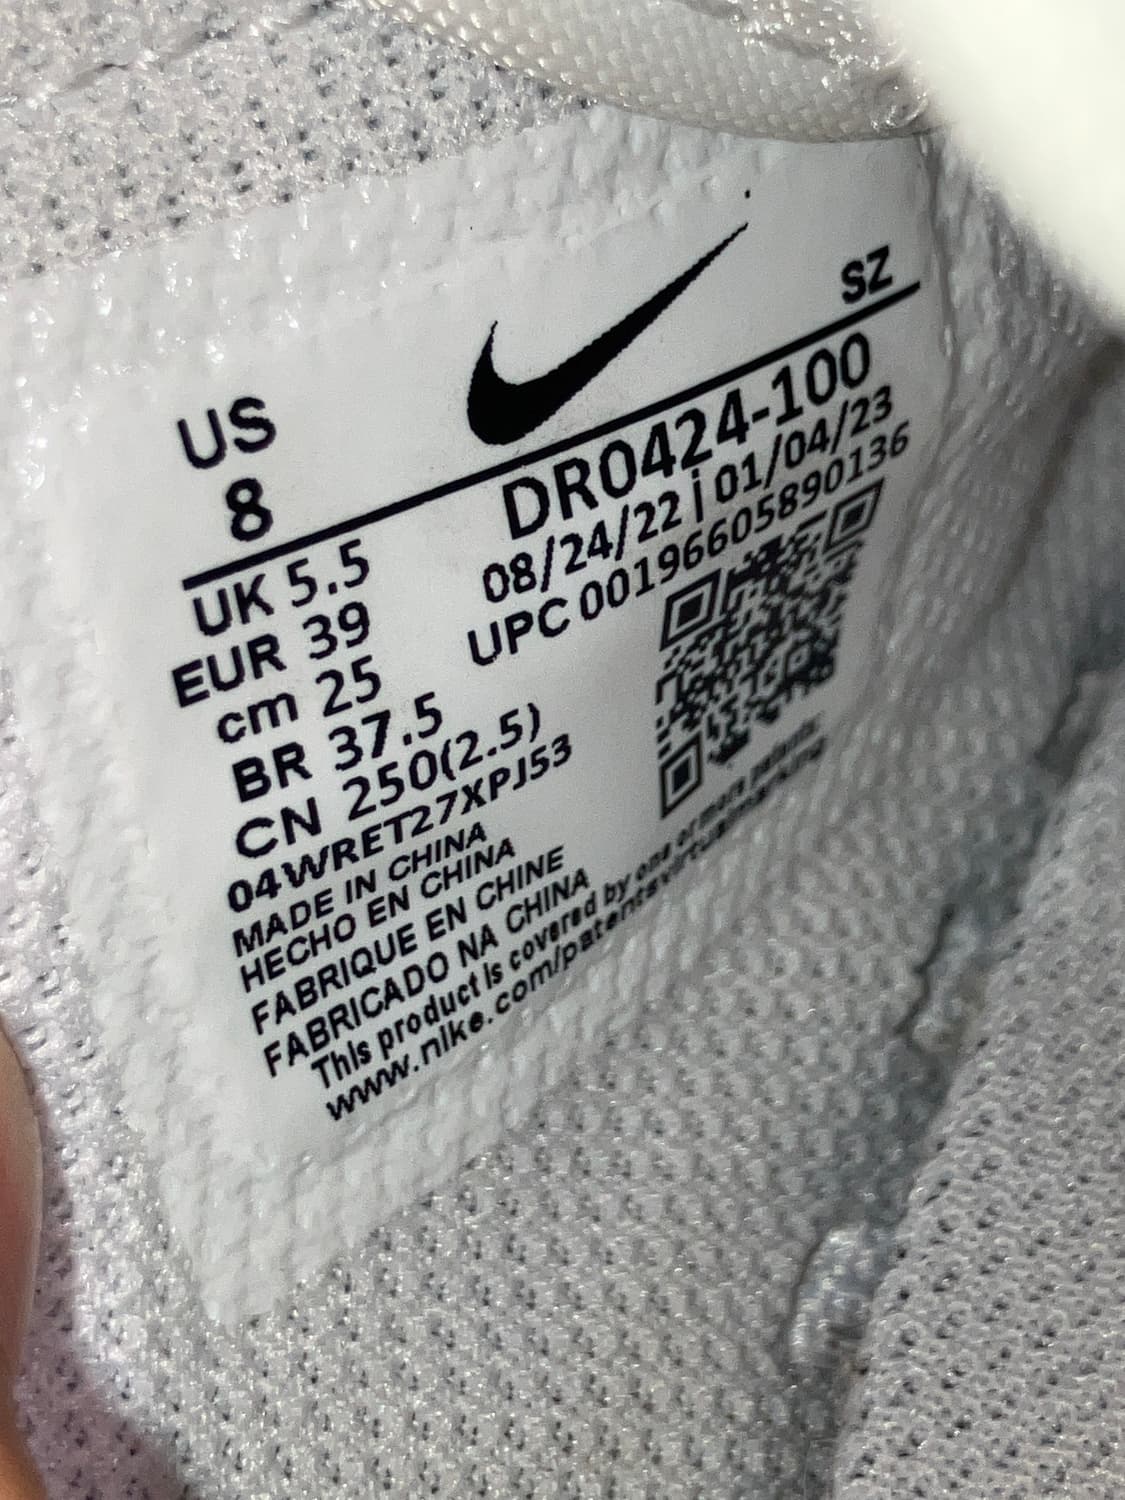 SZ
US
8
DR0424-100
08/24/22 i 01/04/23
UPC 00196605890136
UK 5.5
EUR 39
cm 25
BR 37.5
CN 250(2.5)
04WRET27XPJ53
MADE IN CHINA
HECHO EN CHINA
FABRIQUE EN CHINE
FABRICADO NA CHINA
This product is covered by one or more patents.
www.nike.com/patentsvirtualmarking